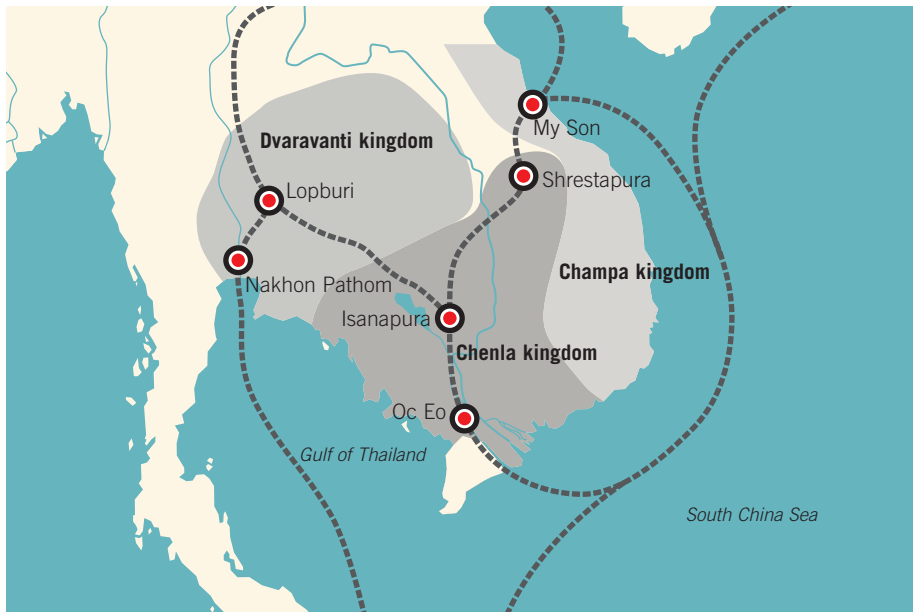 My Son
Dvaravanti kingdom
Shrestapura
Lopburi
Champa kingdom
Nakhon Pathom
Isanapura
Chenla kingdom
Oc Eo
Gulf of Thailand
South China Sea